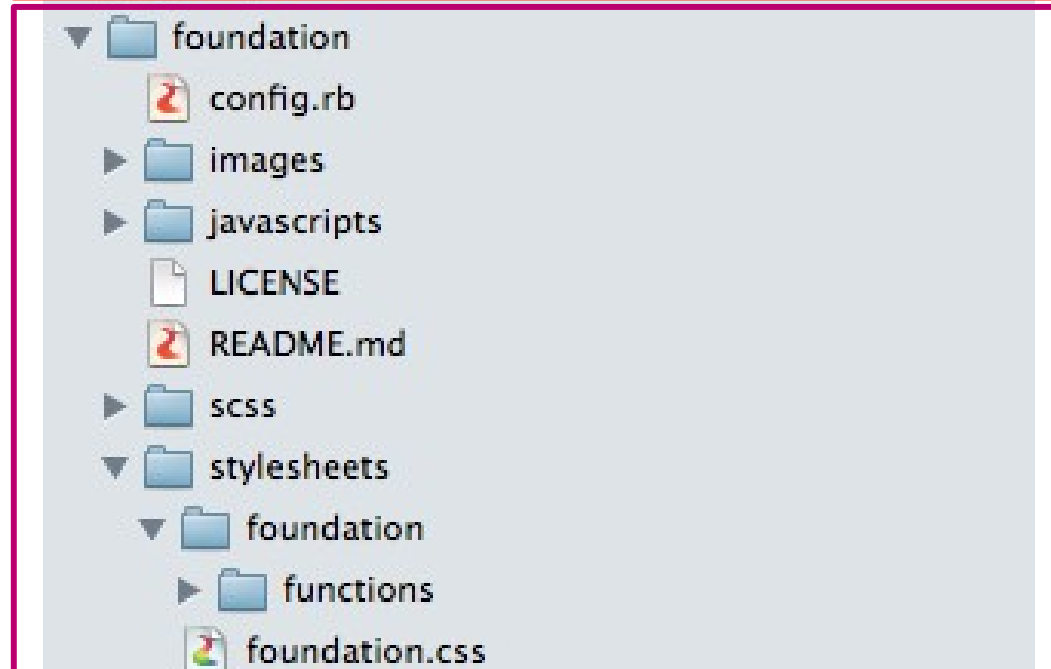 foundation
config.rb
images
javascripts
LICENSE
README.md
scss
stylesheets
foundation
functions
foundation.css